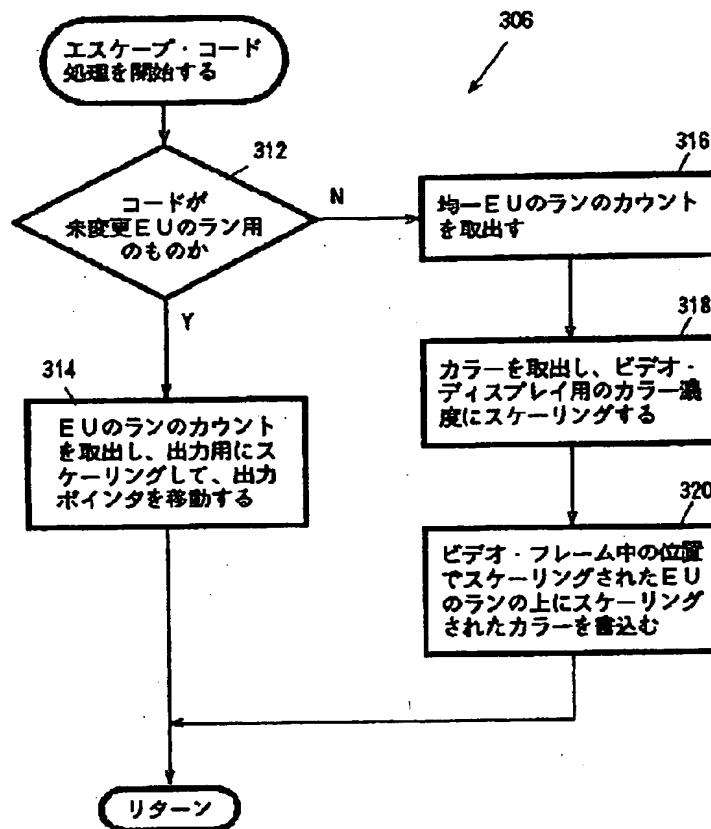 306
エスケープ・コード
処理を開始する
312
コードが
未変更EUのラン用
のものか
N
Y
314
EUのランのカウント
を取出し、出力用にス
ケーリングして、出力
ポインタを移動する
316
均一EUのランのカウント
を取出す
318
カラーを取出し、ビデオ・
ディスプレイ用のカラー濃
度にスケーリングする
320
ビデオ・フレーム中の位置
でスケーリングされたEU
のランの上にスケーリング
されたカラーを書込む
リターン